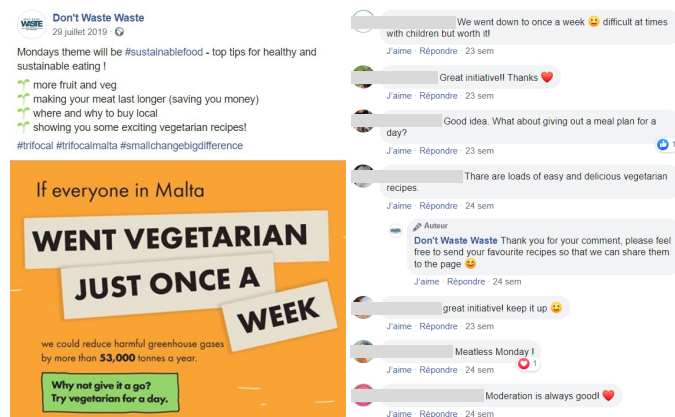 WASTE
Don't Waste Waste
29 juillet 2019 ·
Mondays theme will be #sustainablefood - top tips for healthy and
sustainable eating !
more fruit and veg
making your meat last longer (saving you money)
where and why to buy local
showing you some exciting vegetarian recipes!
#trifocal #trifocalmalta #smallchangebigdifference
If everyone in Malta
WENT VEGETARIAN
JUST ONCE A
WEEK
we could reduce harmful greenhouse gases
by more than 53,000 tonnes a year.
Why not give it a go?
Try vegetarian for a day.
We went down to once a week 😉 difficult at times
with children but worth it!
J'aime · Répondre · 23 sem
Great initiative!! Thanks ❤️
J'aime · Répondre · 23 sem
Good idea. What about giving out a meal plan for a
day?
J'aime · Répondre · 23 sem
1
Thare are loads of easy and delicious vegetarian
recipes.
J'aime · Répondre · 24 sem
Auteur
Don't Waste Waste Thank you for your comment, please feel
free to send your favourite recipes so that we can share them
to the page 😊
J'aime · Répondre · 24 sem
great initiative! keep it up 😉
J'aime · Répondre · 23 sem
Meatless Monday !
1
J'aime · Répondre · 24 sem
Moderation is always good! ❤️
J'aime · Répondre · 24 sem